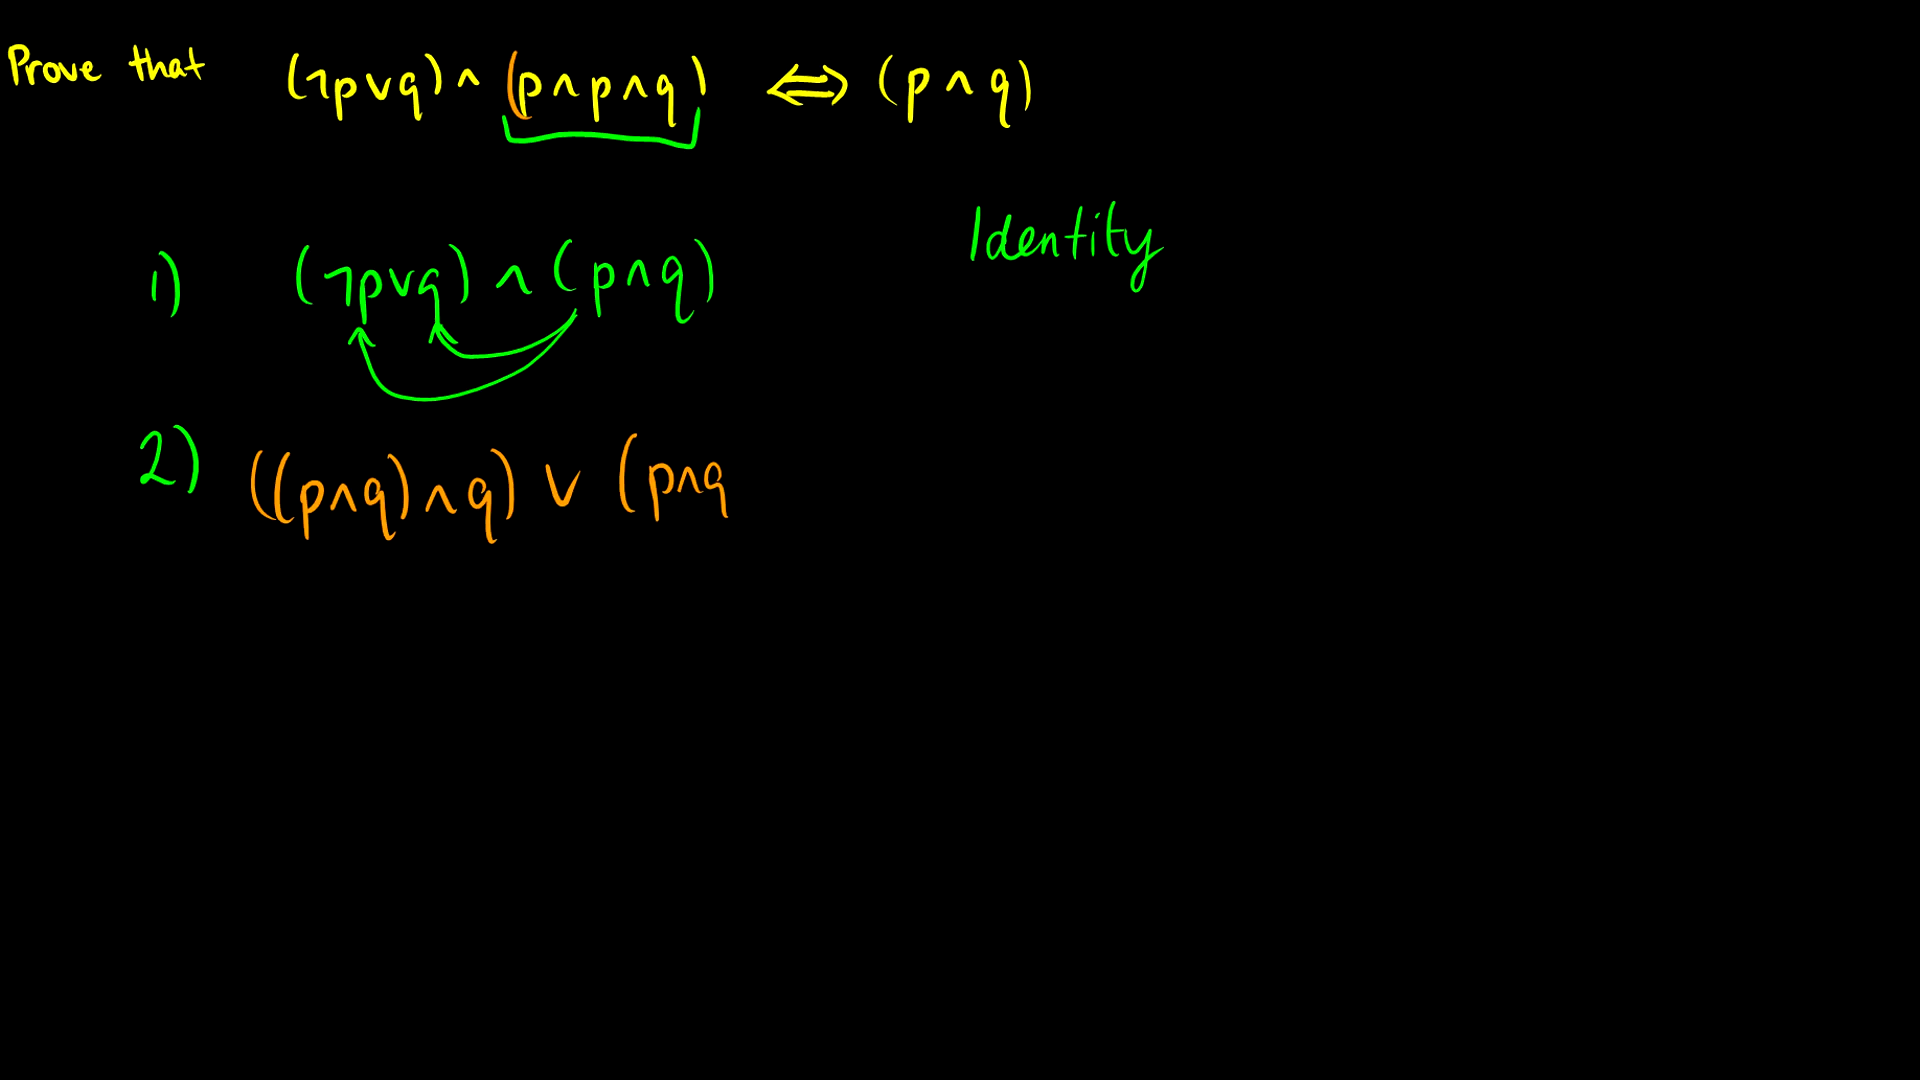 Prove that (¬p∨q)∧(p∧p∧q) ⇔ (p∧q)
Identity
1) (¬p∨q)∧(p∧q)
2) ((p∧q)∧q) ∨ (p∧q